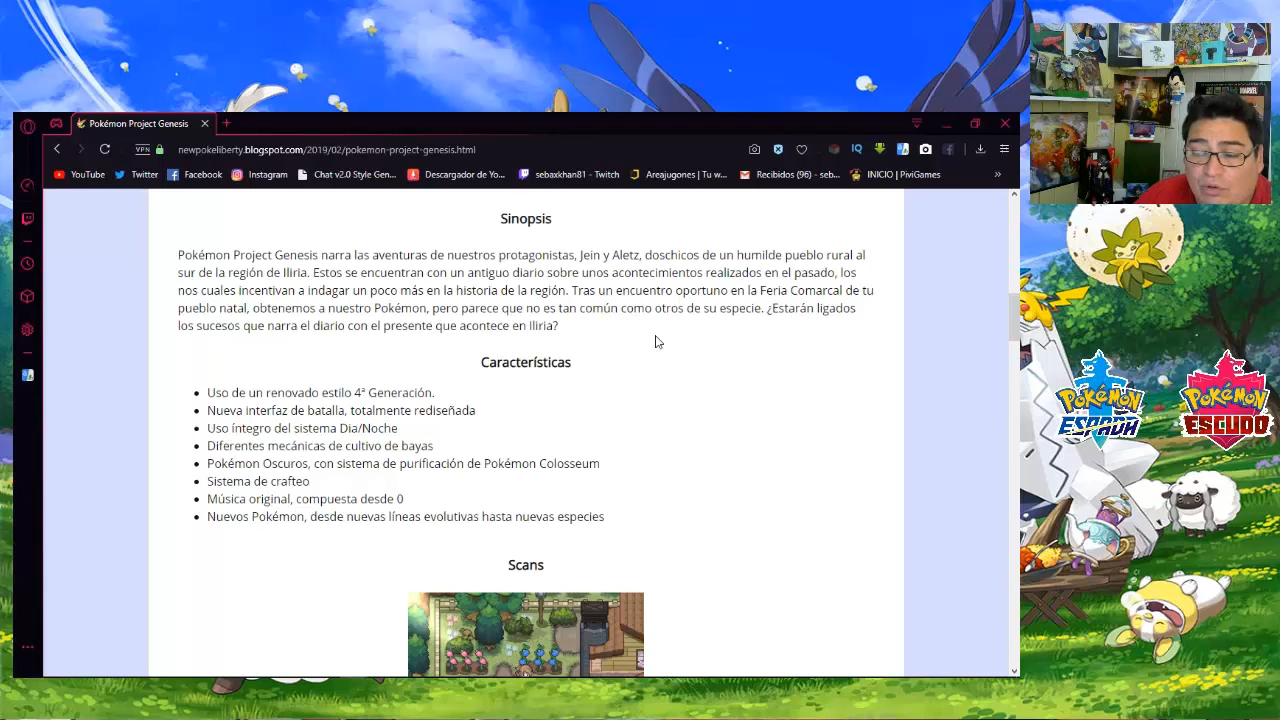 Pokémon Project Genesis
newpokeliberty.blogspot.com/2019/02/pokemon-project-genesis.html
VPN
IQ
YouTube
Twitter
Facebook
Instagram
Chat v2.0 Style Gen...
Descargador de Yo...
sebaxkhan81 - Twitch
Areajugones | Tu w...
Recibidos (96) - seb...
INICIO | PiviGames
»
MARVEL
Sinopsis
Pokémon Project Genesis narra las aventuras de nuestros protagonistas, Jein y Aletz, doschicos de un humilde pueblo rural al
sur de la región de Iliria. Estos se encuentran con un antiguo diario sobre unos acontecimientos realizados en el pasado, los
nos cuales incentivan a indagar un poco mas en la historia de la región. Tras un encuentro oportuno en la Feria Comarcal de tu
pueblo natal, obtenemos a nuestro Pokémon, pero parece que no es tan común como otros de su especie. ¿Estarán ligados
los sucesos que narra el diario con el presente que acontece en Iliria?
Características
• Uso de un renovado estilo 4ª Generación.
• Nueva interfaz de batalla, totalmente rediseñada
• Uso íntegro del sistema Día/Noche
• Diferentes mecánicas de cultivo de bayas
• Pokémon Oscuros, con sistema de purificación de Pokémon Colosseum
• Sistema de crafteo
• Música original, compuesta desde 0
• Nuevos Pokémon, desde nuevas líneas evolutivas hasta nuevas especies
Scans
POKÉMON
ESPADA
POKÉMON
ESCUDO